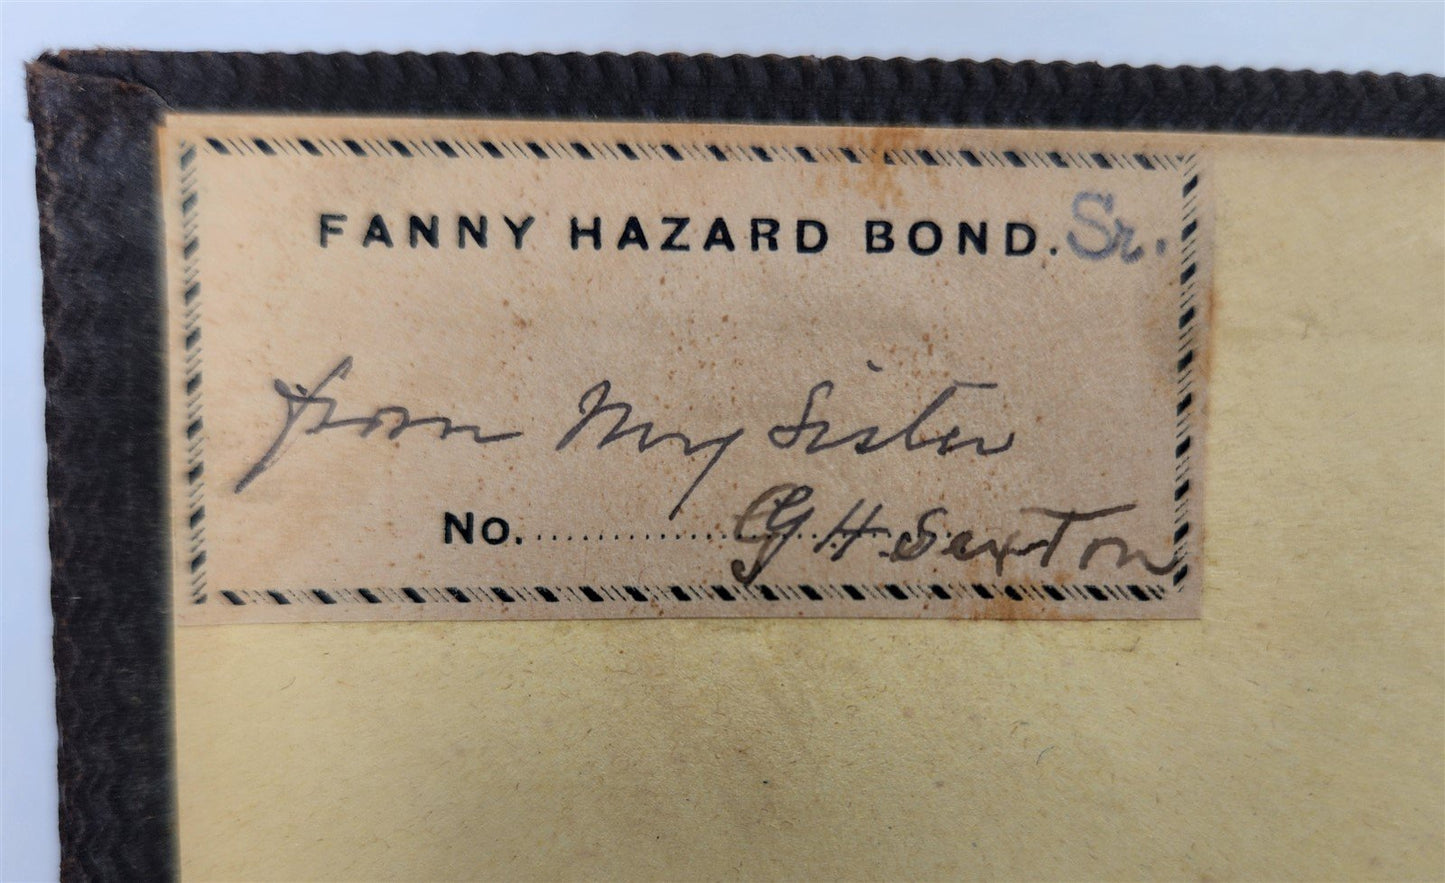 FANNY HAZARD BOND. Sr.
from My Sister
No. G H. Sexton